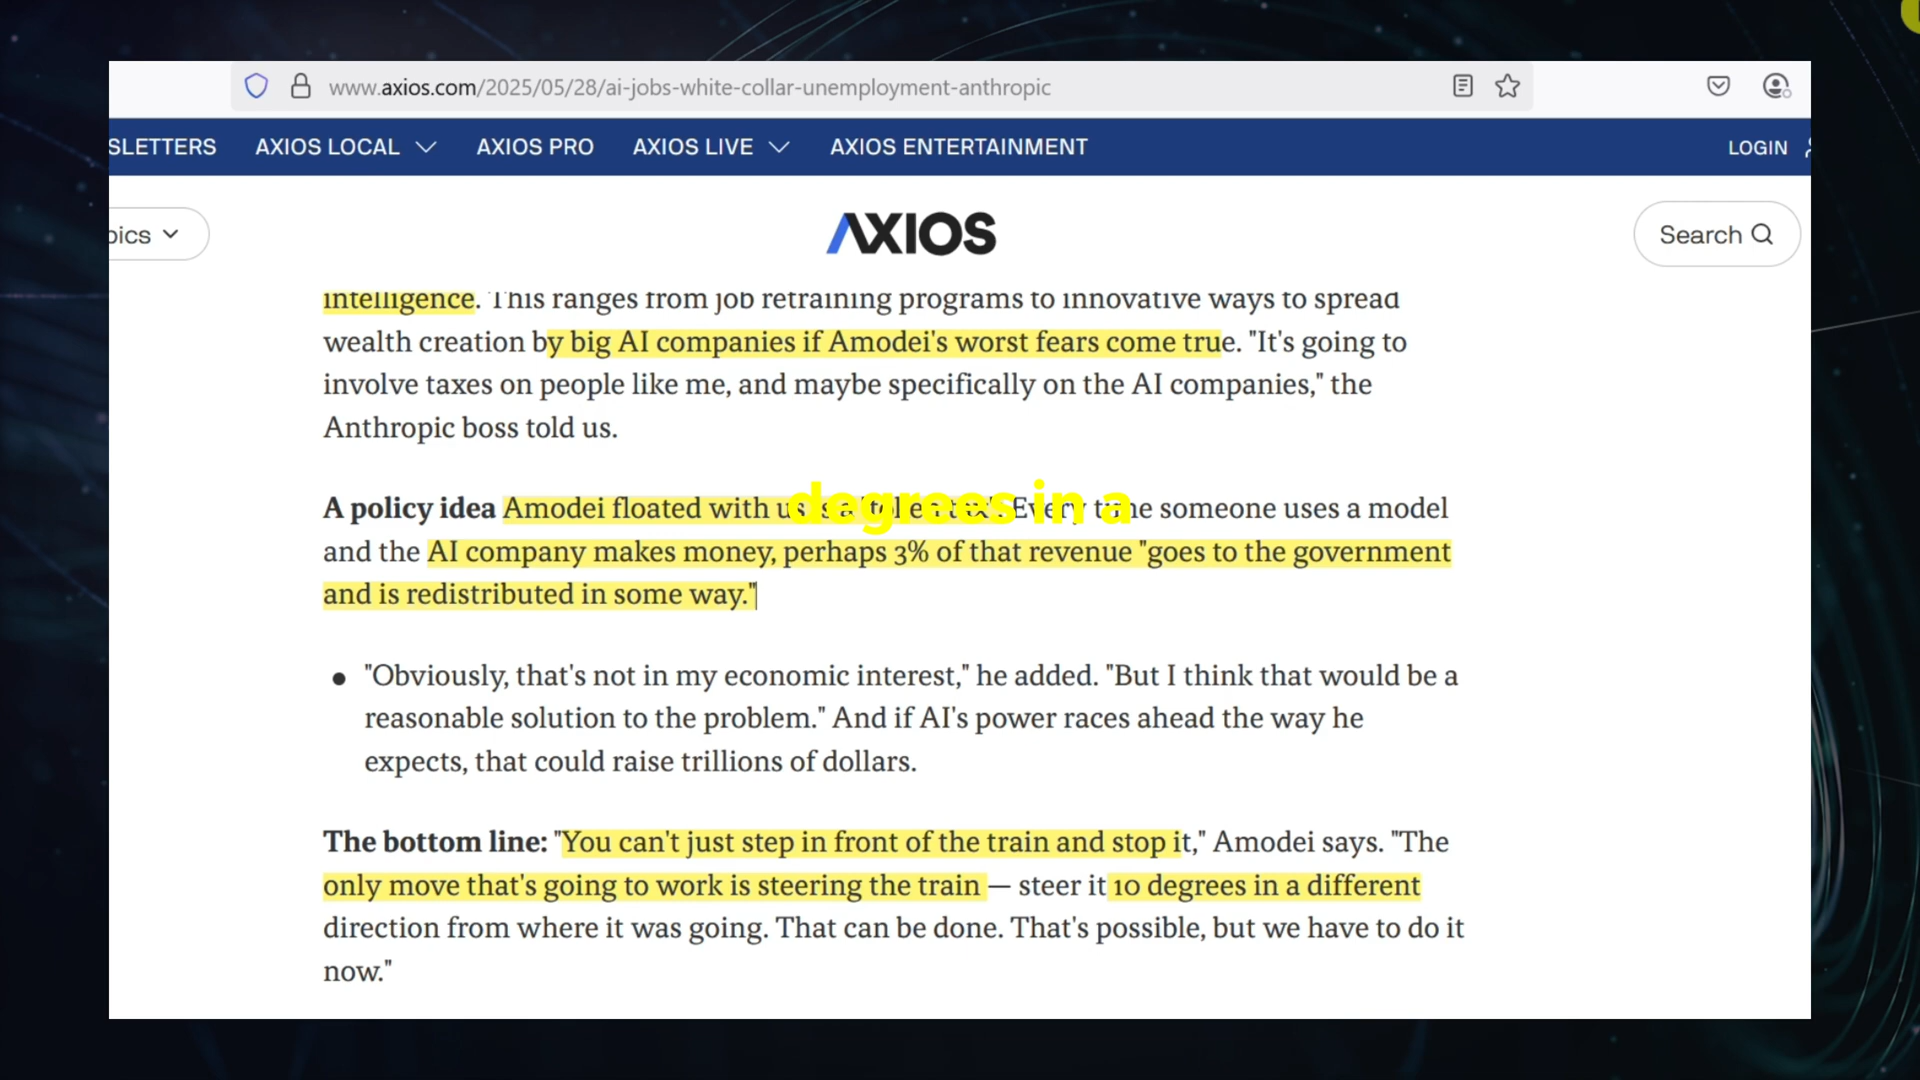 www.axios.com/2025/05/28/ai-jobs-white-collar-unemployment-anthropic
SLETTERS AXIOS LOCAL AXIOS PRO AXIOS LIVE AXIOS ENTERTAINMENT LOGIN
pics AXIOS Search
intelligence. This ranges from job retraining programs to innovative ways to spread
wealth creation by big AI companies if Amodei's worst fears come true. "It's going to
involve taxes on people like me, and maybe specifically on the AI companies," the
Anthropic boss told us.
A policy idea Amodei floated with us is a "token tax." Every time someone uses a model
degrees in a
and the AI company makes money, perhaps 3% of that revenue "goes to the government
and is redistributed in some way."
● "Obviously, that's not in my economic interest," he added. "But I think that would be a
reasonable solution to the problem." And if AI's power races ahead the way he
expects, that could raise trillions of dollars.
The bottom line: "You can't just step in front of the train and stop it," Amodei says. "The
only move that's going to work is steering the train — steer it 10 degrees in a different
direction from where it was going. That can be done. That's possible, but we have to do it
now."